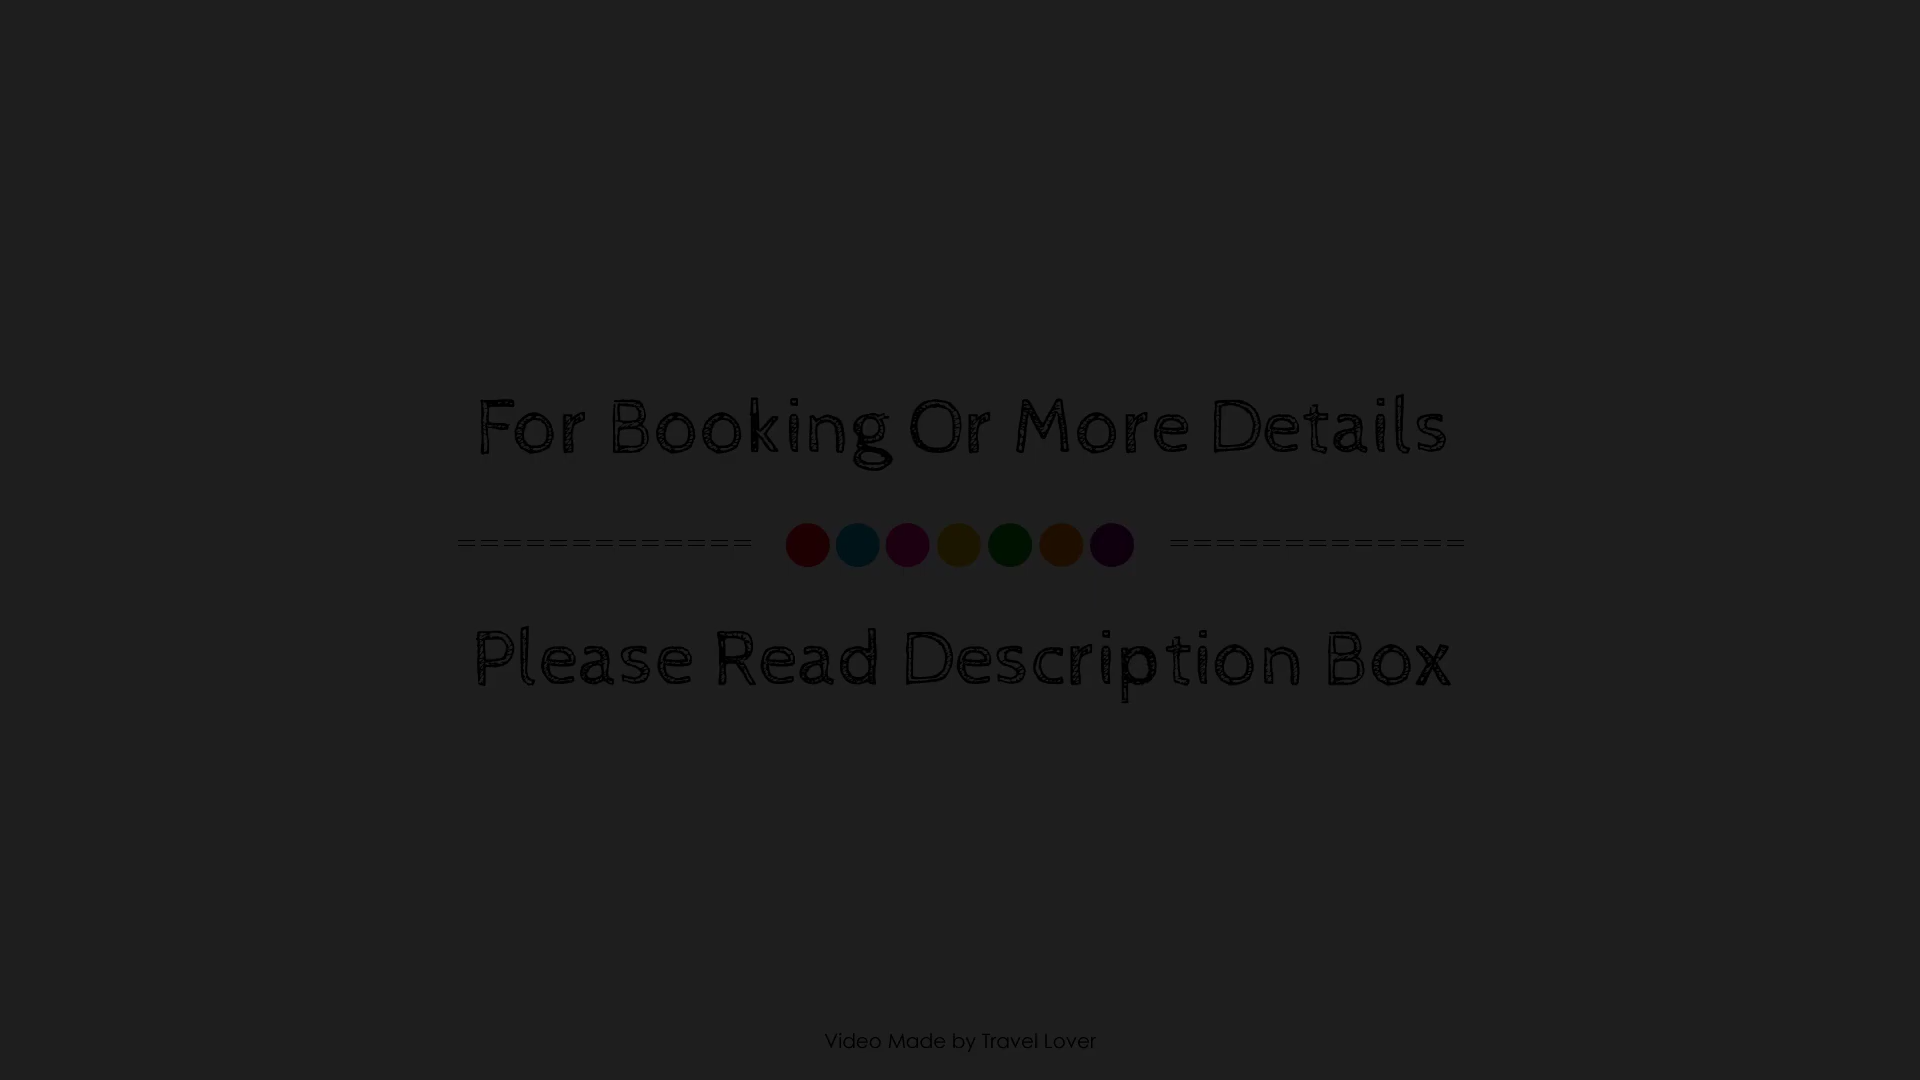 For Booking Or More Details
============= =============
Please Read Description Box
Video Made by Travel Lover